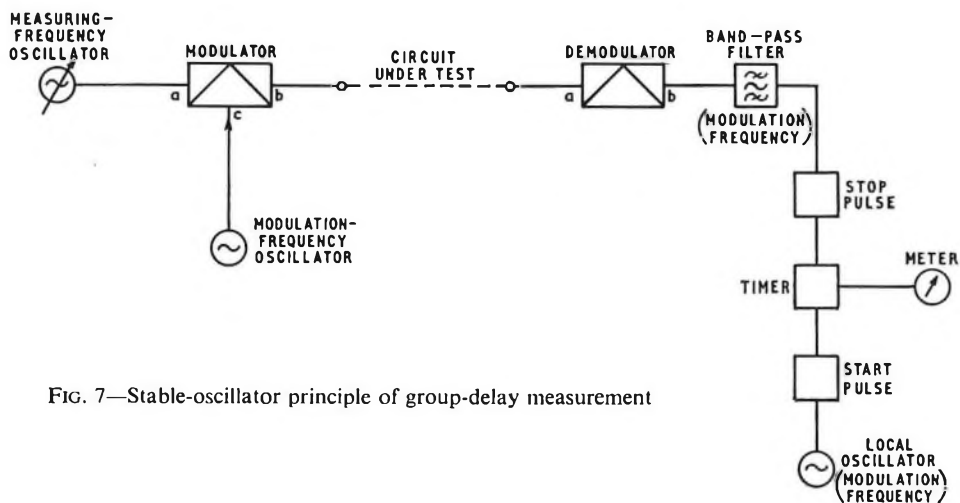 MEASURING-
FREQUENCY
OSCILLATOR
MODULATOR
a
b
c
CIRCUIT
UNDER TEST
DEMODULATOR
a
b
BAND-PASS
FILTER
(MODULATION
FREQUENCY)
MODULATION-
FREQUENCY
OSCILLATOR
STOP
PULSE
TIMER
METER
START
PULSE
LOCAL
OSCILLATOR
(MODULATION
FREQUENCY)
FIG. 7—Stable-oscillator principle of group-delay measurement